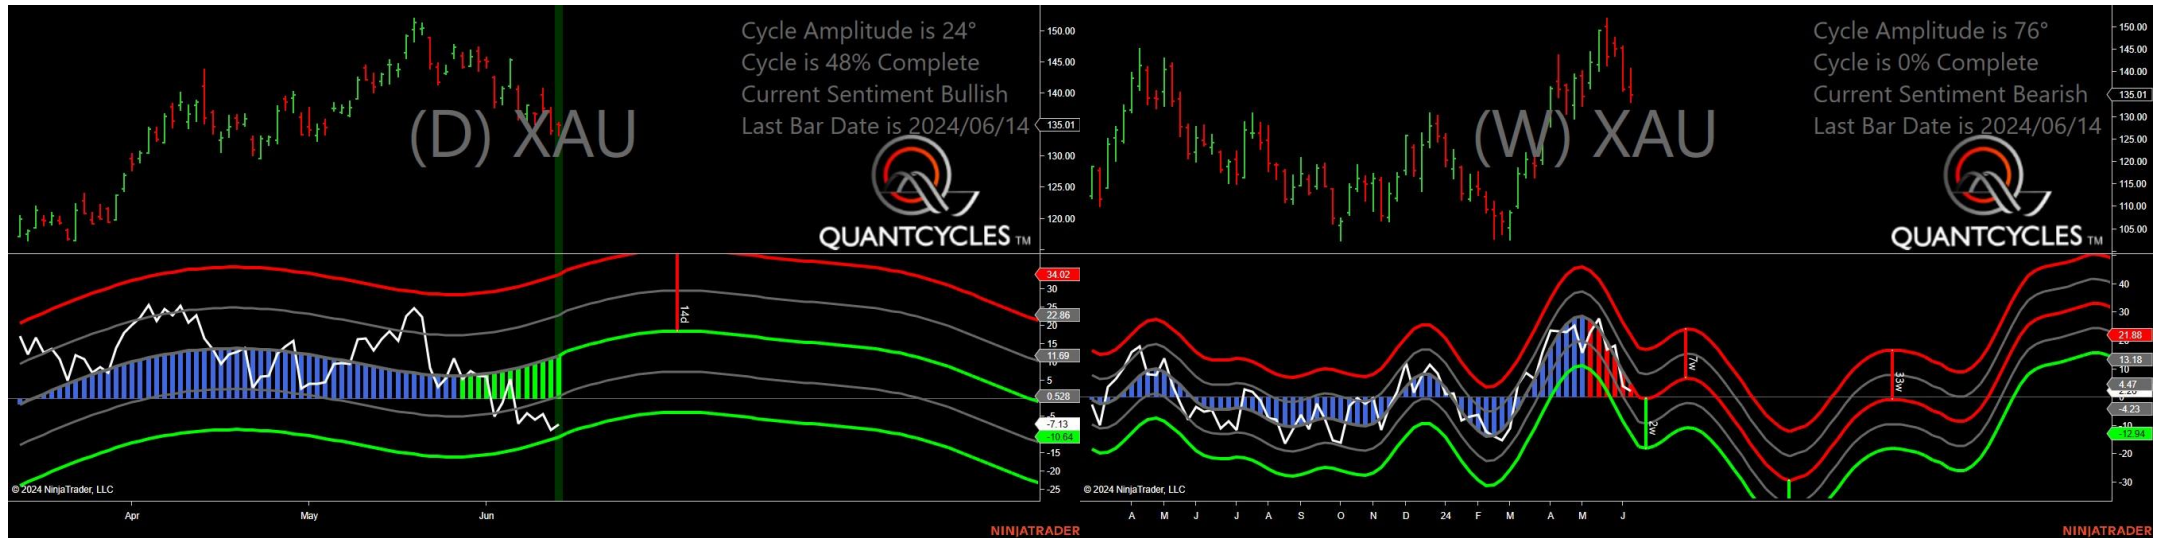 Cycle Amplitude is 24°
Cycle is 48% Complete
Current Sentiment Bullish
Last Bar Date is 2024/06/14
(D) XAU
QUANTCYCLES TM
150.00
145.00
140.00
135.01
130.00
125.00
120.00
34.02
30
25
22.86
20
15
11.69
10
5
0.528
-5
-7.13
-10.64
-15
-20
-25
14d
© 2024 NinjaTrader, LLC
Apr
May
Jun
NINJATRADER
Cycle Amplitude is 76°
Cycle is 0% Complete
Current Sentiment Bearish
Last Bar Date is 2024/06/14
(W) XAU
QUANTCYCLES TM
150.00
145.00
140.00
135.01
130.00
125.00
120.00
115.00
110.00
105.00
40
30
21.88
13.18
10
4.47
0
-4.23
-10
-12.94
-20
-30
7w
2w
33w
© 2024 NinjaTrader, LLC
A M J J A S O N D 24 F M A M J
NINJATRADER